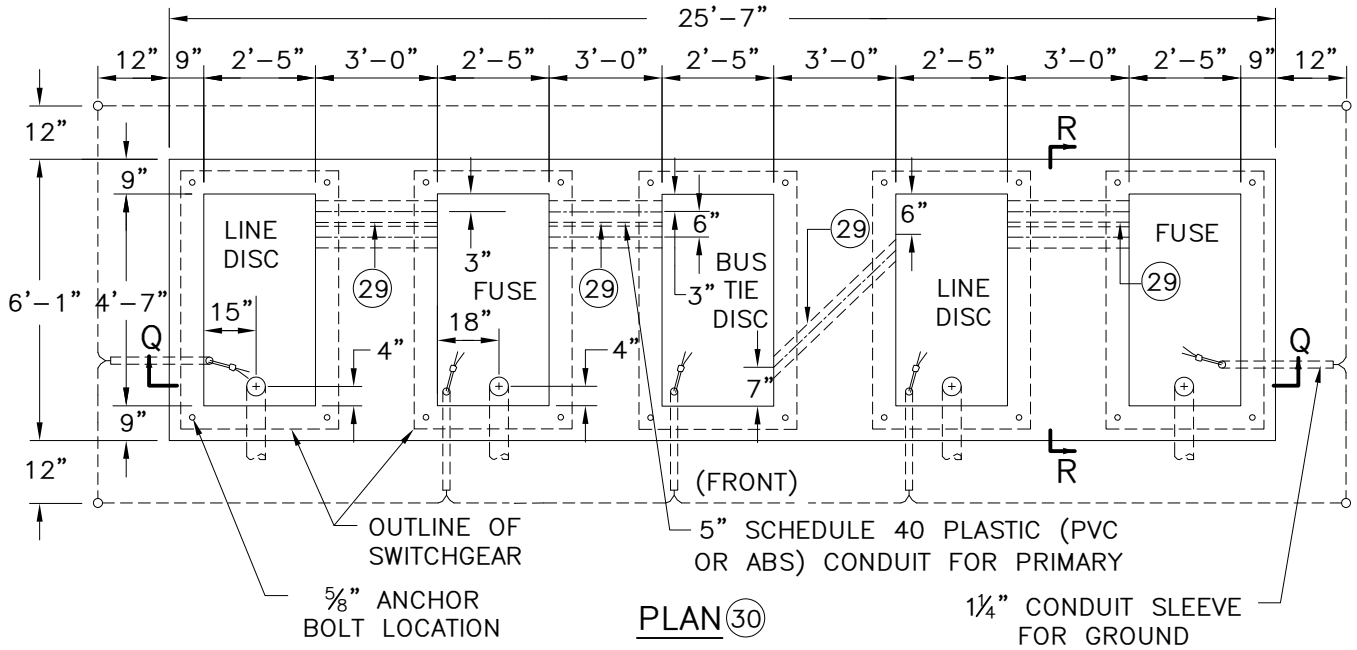 25'-7"
12" 9" 2'-5" 3'-0" 2'-5" 3'-0" 2'-5" 3'-0" 2'-5" 3'-0" 2'-5" 9" 12"
12"
R
9"
LINE
DISC
29
3"
FUSE
29
6"
3"
BUS
TIE
DISC
29
6"
LINE
DISC
FUSE
29
6'-1" 4'-7"
15"
18"
Q
4"
4"
7"
Q
9"
12"
R
(FRONT)
OUTLINE OF
SWITCHGEAR
5" SCHEDULE 40 PLASTIC (PVC
OR ABS) CONDUIT FOR PRIMARY
⅝" ANCHOR
BOLT LOCATION
PLAN 30
1¼" CONDUIT SLEEVE
FOR GROUND